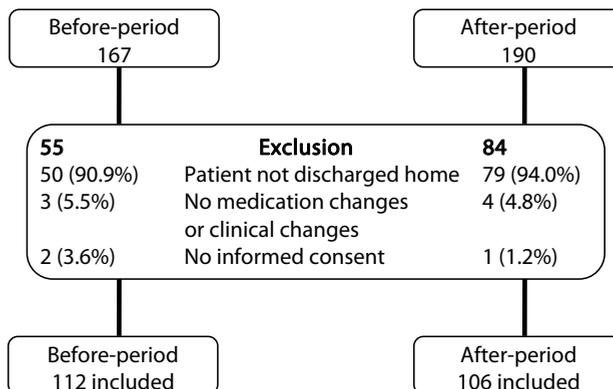 Before-period
167
After-period
190
55 Exclusion 84
50 (90.9%) Patient not discharged home 79 (94.0%)
3 (5.5%) No medication changes 4 (4.8%)
or clinical changes
2 (3.6%) No informed consent 1 (1.2%)
Before-period
112 included
After-period
106 included